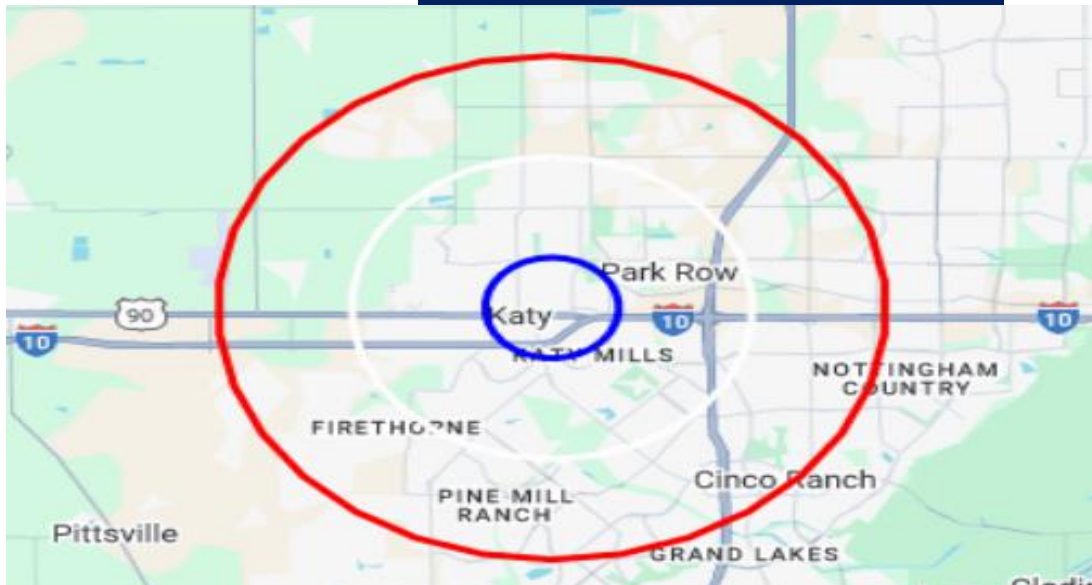 Park Row
90
Katy
10
10
10
KATY MILLS
NOTTINGHAM
COUNTRY
FIRETHORNE
Cinco Ranch
PINE MILL
RANCH
Pittsville
GRAND LAKES